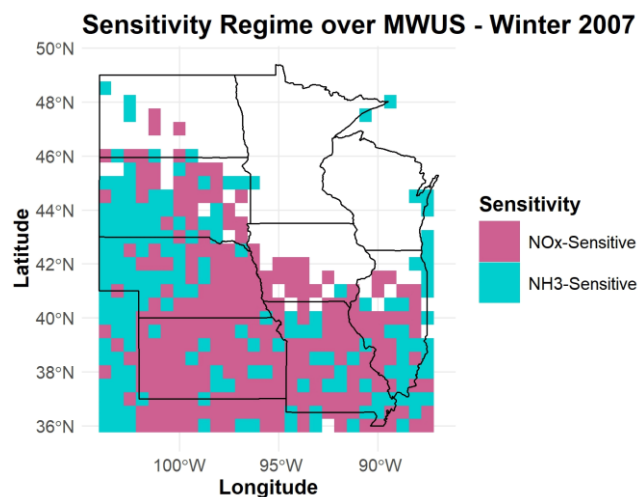 Sensitivity Regime over MWUS - Winter 2007
50°N
48°N
46°N
44°N
42°N
40°N
38°N
36°N
Latitude
100°W 95°W 90°W
Longitude
Sensitivity
NOx-Sensitive
NH3-Sensitive